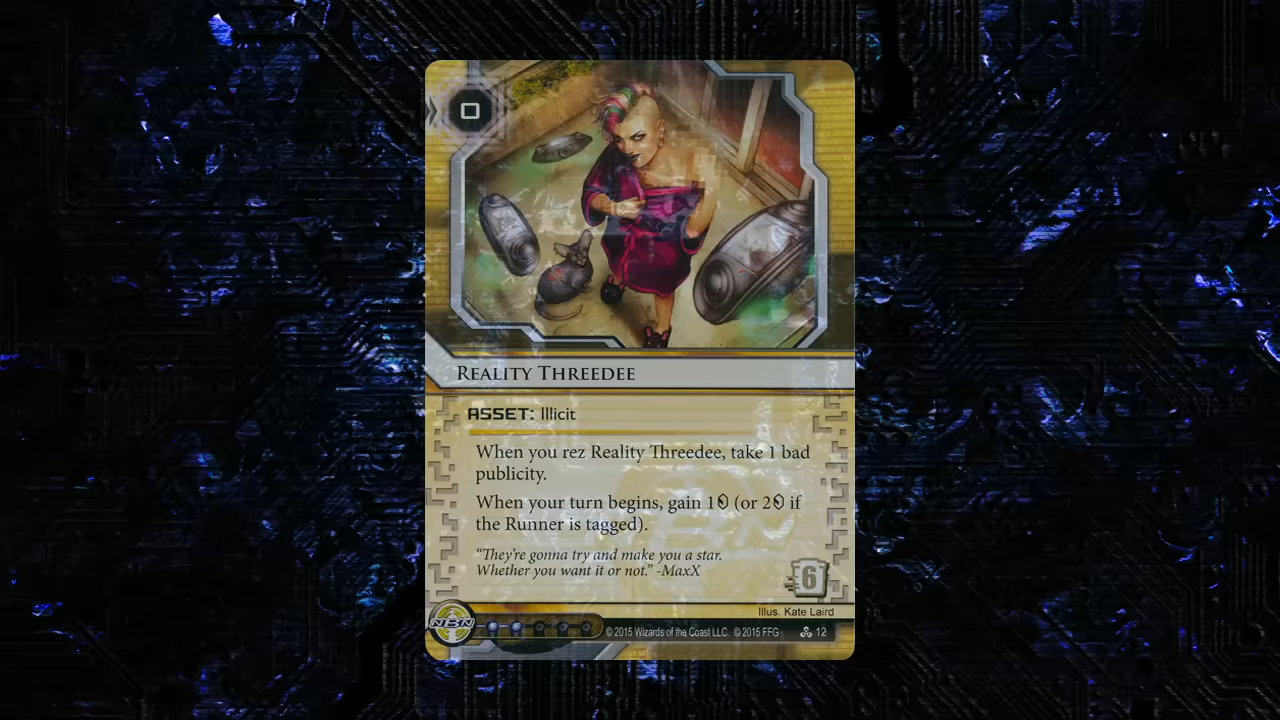 REALITY THREEDEE
ASSET: Illicit
When you rez Reality Threedee, take 1 bad
publicity.
When your turn begins, gain 1 (or 2 if
the Runner is tagged).
“They’re gonna try and make you a star.
Whether you want it or not.” -MaxX
6
Illus. Kate Laird
NBN
© 2015 Wizards of the Coast LLC. © 2015 FFG
12